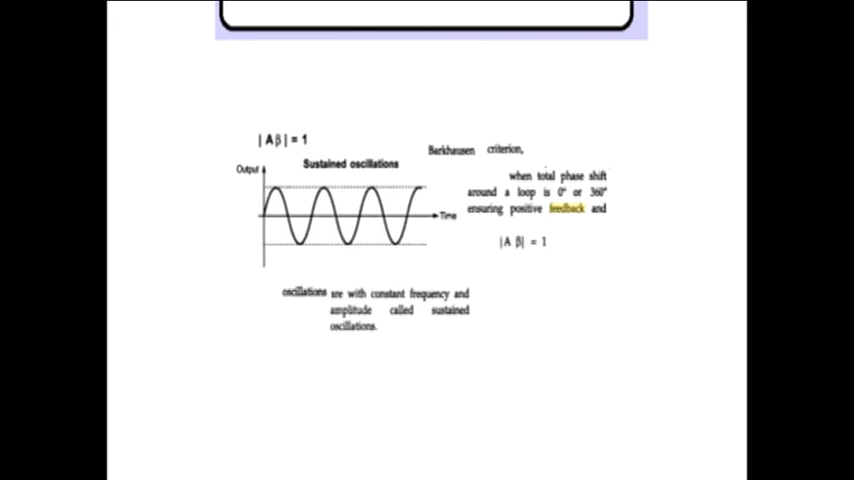 |Aβ| = 1
Barkhausen criterion,
Sustained oscillations
Output
Time
when total phase shift
around a loop is 0° or 360°
ensuring positive feedback and
|A β| = 1
oscillations are with constant frequency and
amplitude called sustained
oscillations.